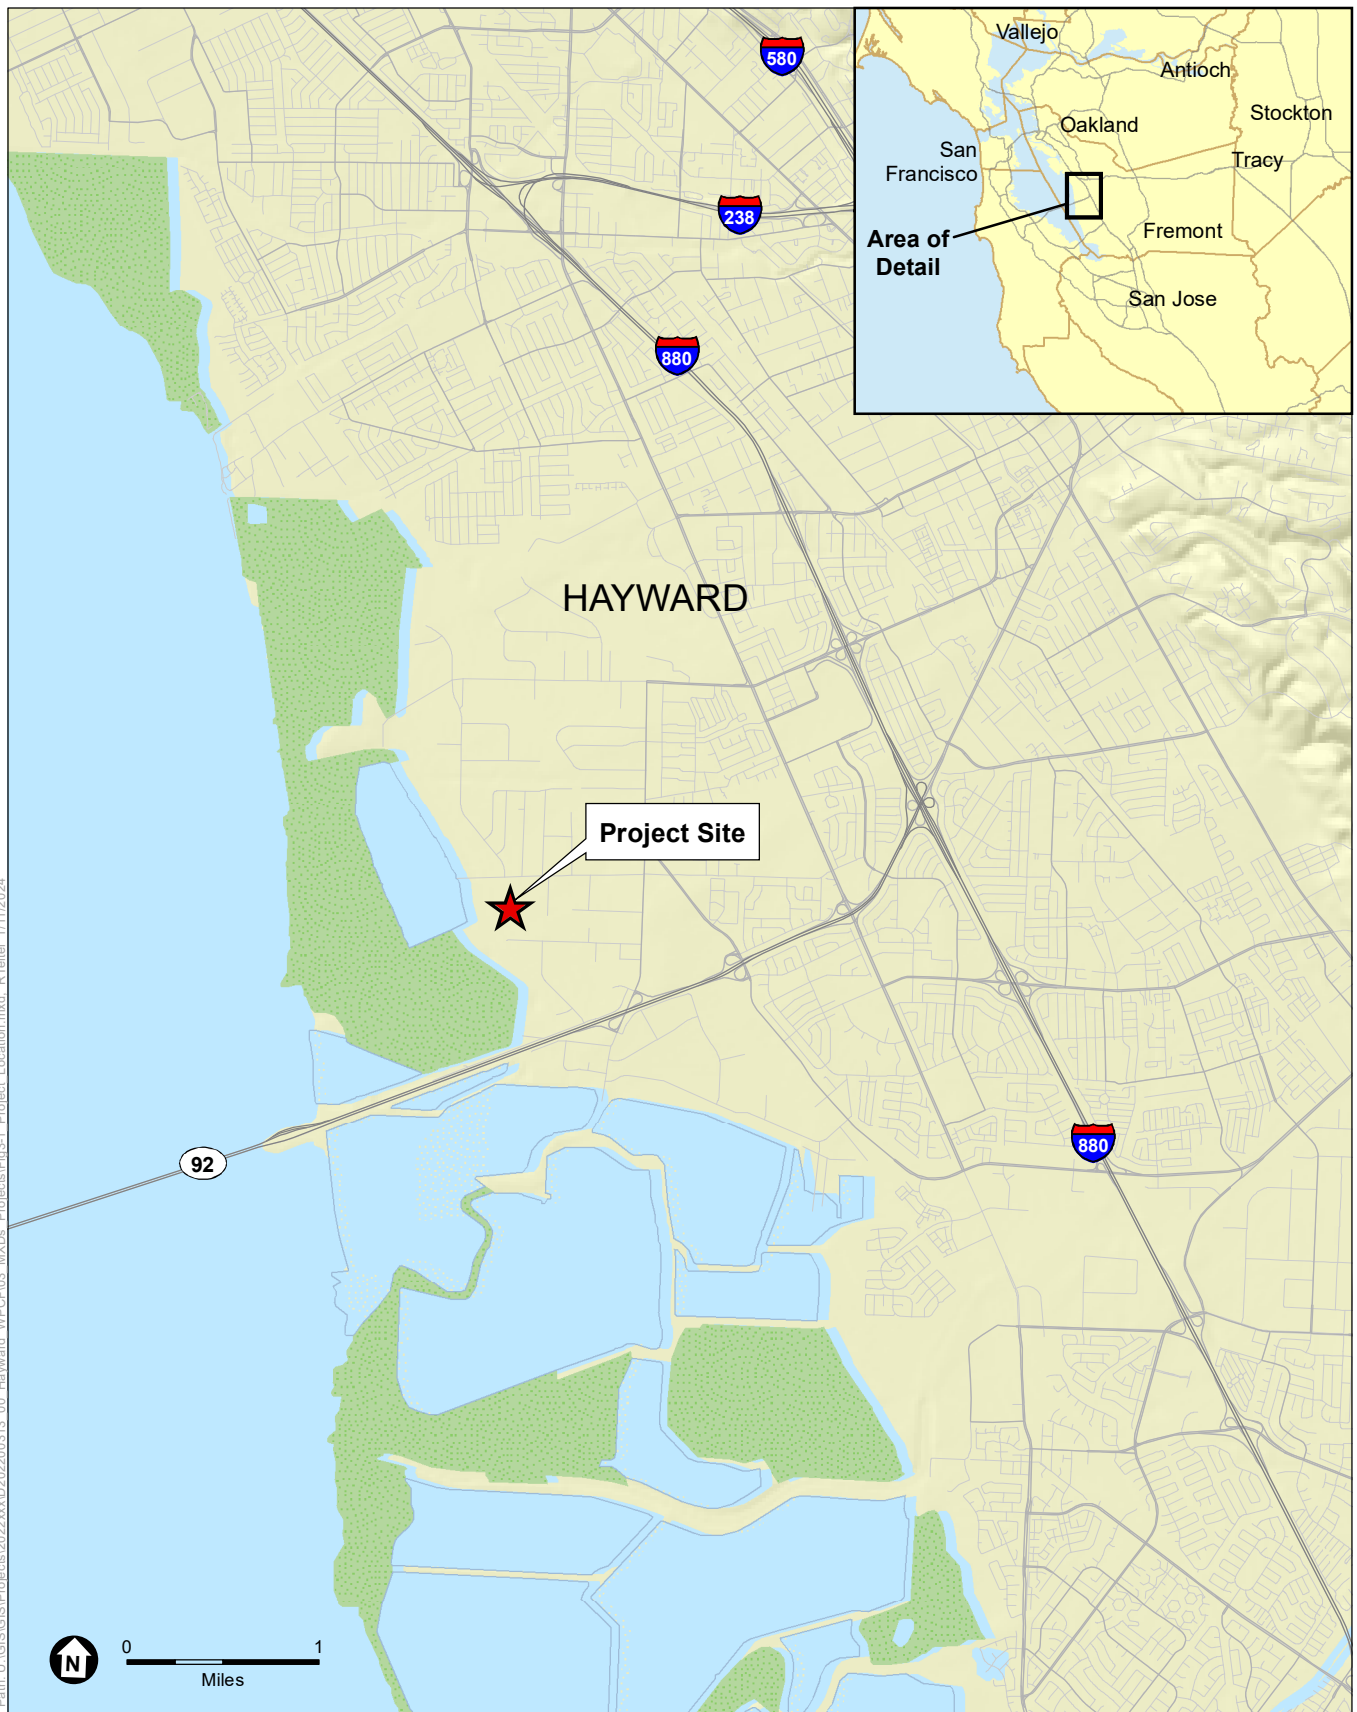 580
Vallejo
Antioch
Stockton
Oakland
San
Francisco
Tracy
Area of
Detail
Fremont
San Jose
238
880
HAYWARD
Project Site
92
880
N
0 1
Miles